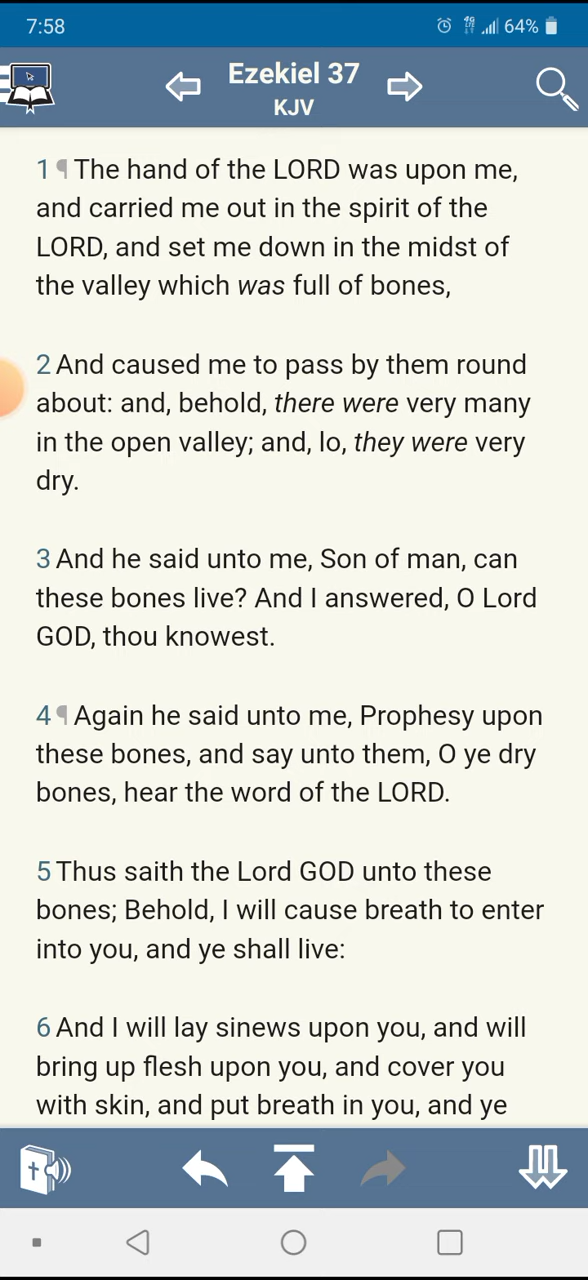 7:58
64%
Ezekiel 37
KJV
1 ¶ The hand of the LORD was upon me,
and carried me out in the spirit of the
LORD, and set me down in the midst of
the valley which was full of bones,
2 And caused me to pass by them round
about: and, behold, there were very many
in the open valley; and, lo, they were very
dry.
3 And he said unto me, Son of man, can
these bones live? And I answered, O Lord
GOD, thou knowest.
4 ¶ Again he said unto me, Prophesy upon
these bones, and say unto them, O ye dry
bones, hear the word of the LORD.
5 Thus saith the Lord GOD unto these
bones; Behold, I will cause breath to enter
into you, and ye shall live:
6 And I will lay sinews upon you, and will
bring up flesh upon you, and cover you
with skin, and put breath in you, and ye